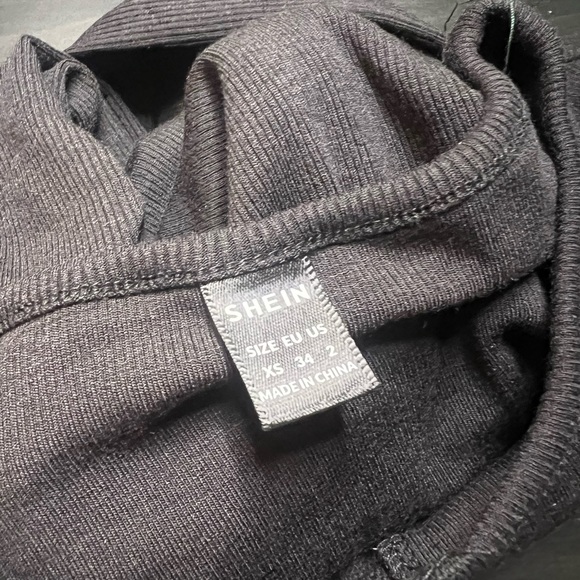 SHEIN
SIZE EU US
XS 34 2
MADE IN CHINA